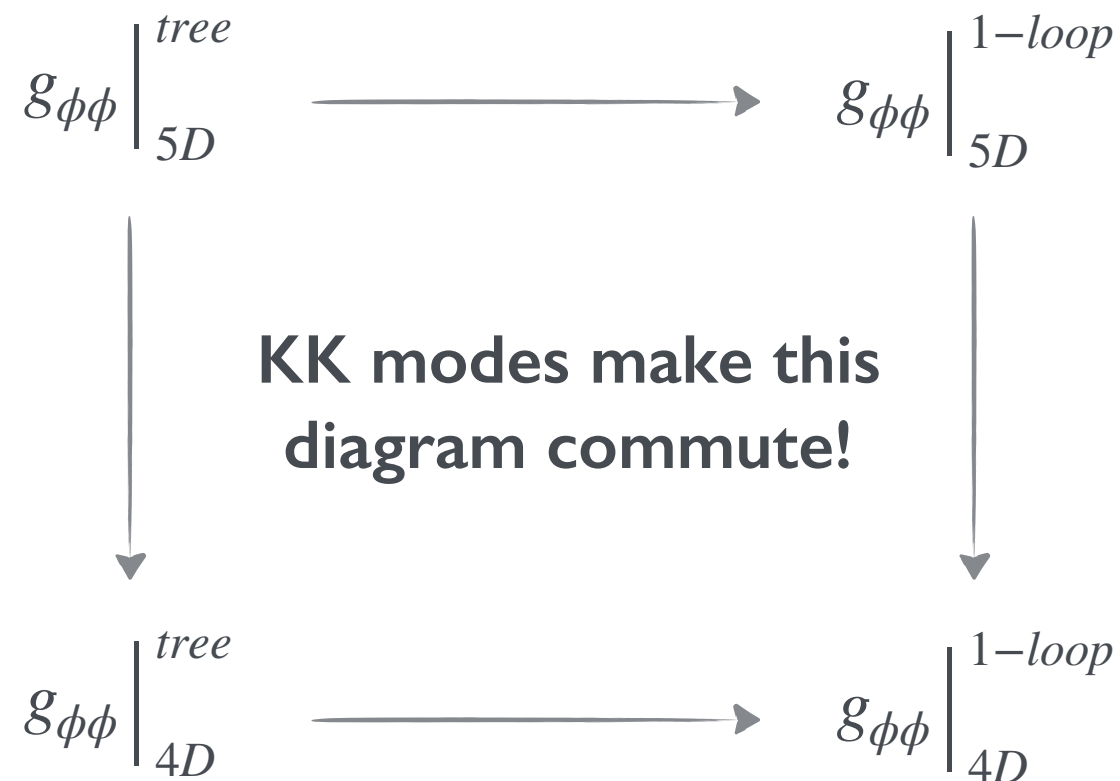 g_{ϕϕ} |^{tree}_{5D} g_{ϕϕ} |^{1−loop}_{5D}
KK modes make this
diagram commute!
g_{ϕϕ} |^{tree}_{4D} g_{ϕϕ} |^{1−loop}_{4D}